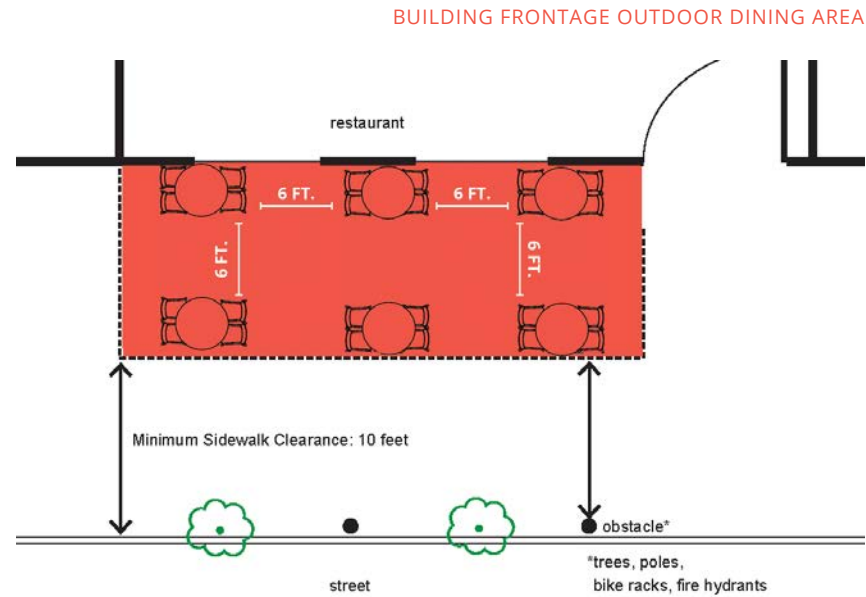 BUILDING FRONTAGE OUTDOOR DINING AREA
restaurant
6 FT.
6 FT.
6 FT.
6 FT.
Minimum Sidewalk Clearance: 10 feet
obstacle*
*trees, poles,
bike racks, fire hydrants
street